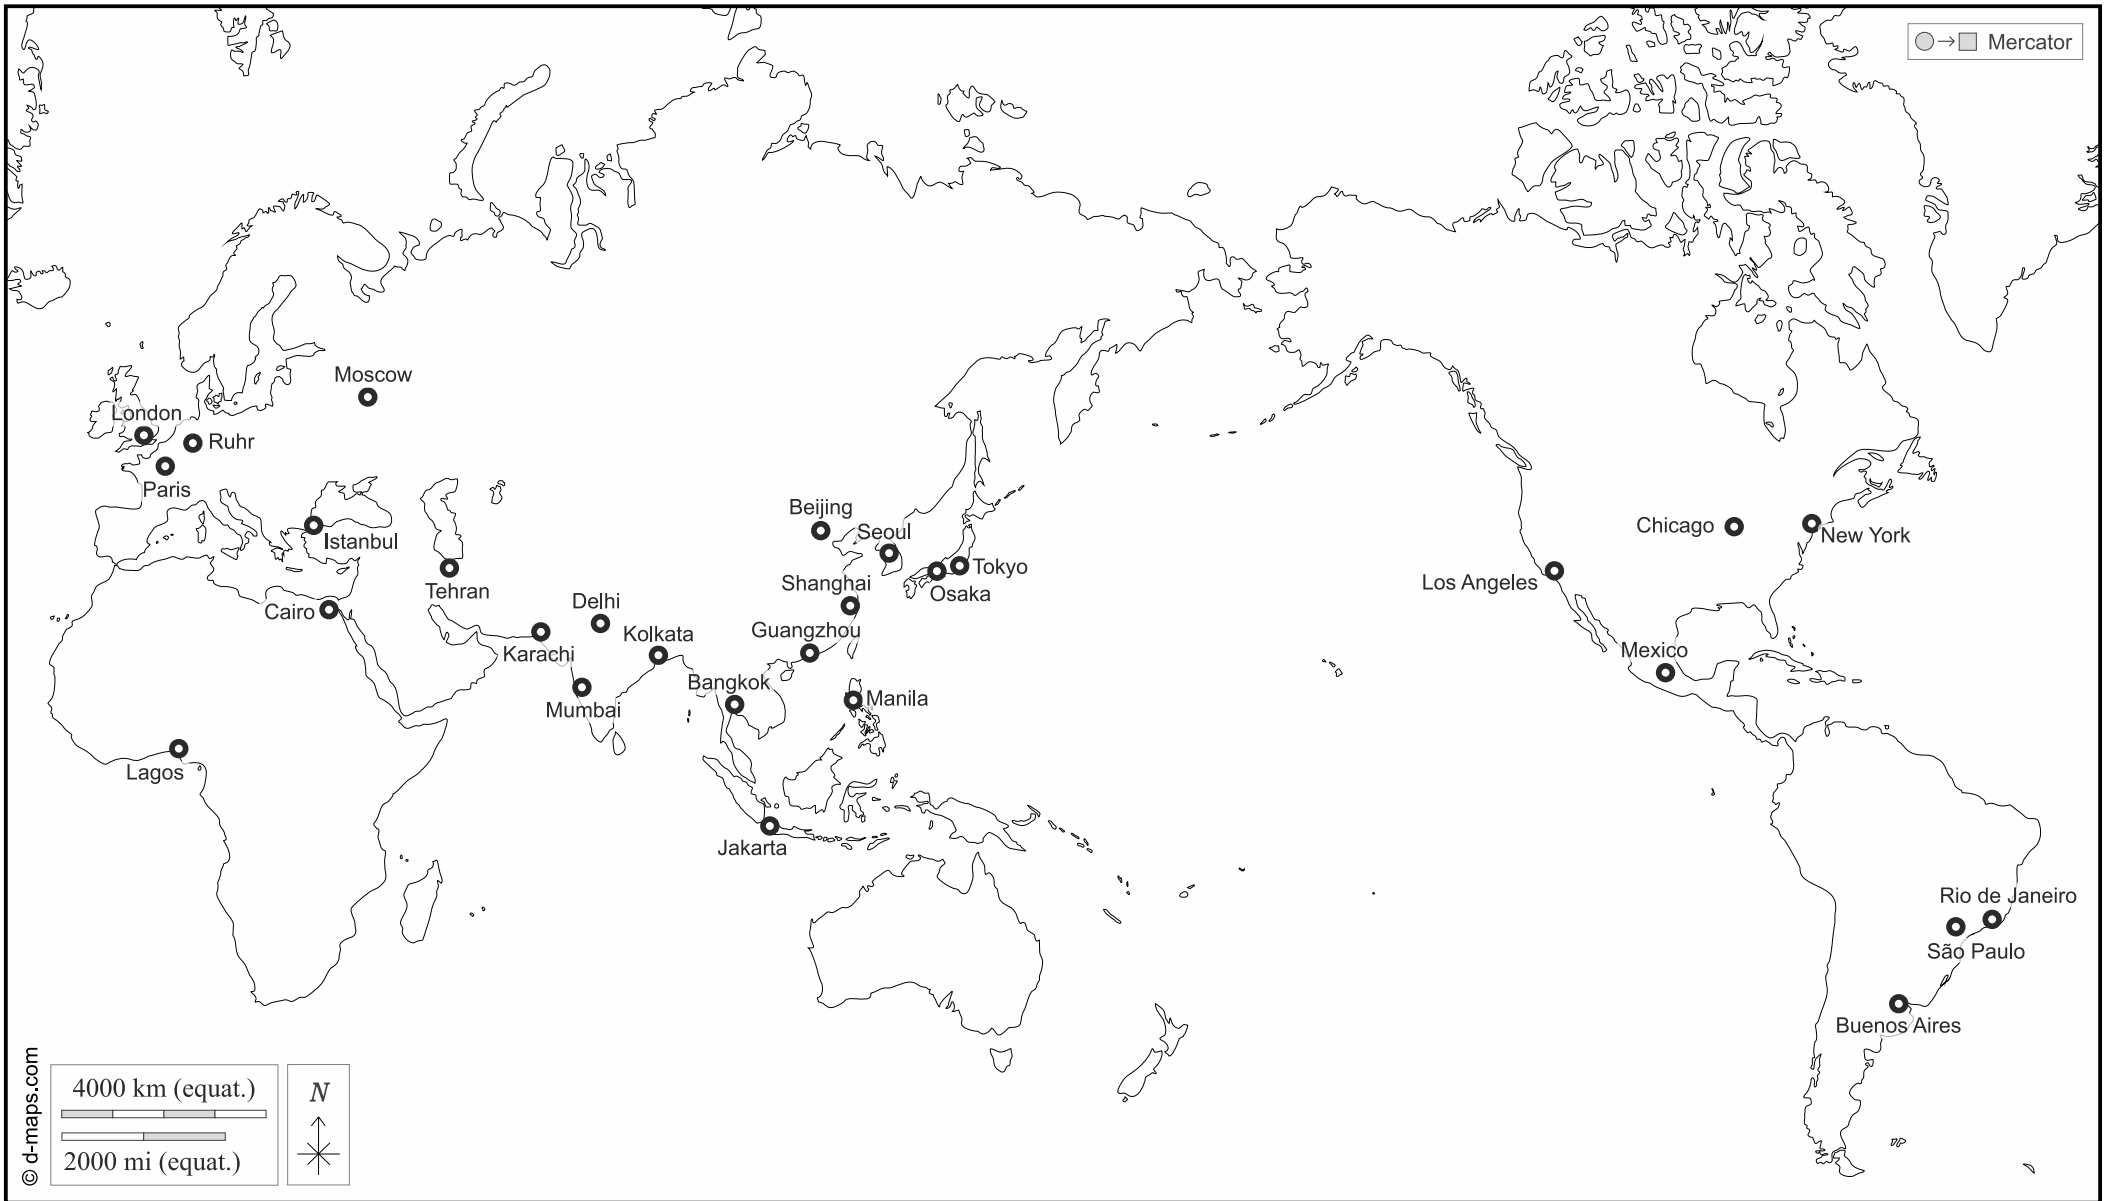 Mercator
Moscow
London
Ruhr
Paris
Istanbul
Beijing
Seoul
Chicago
New York
Tehran
Shanghai
Tokyo
Osaka
Los Angeles
Cairo
Delhi
Karachi
Kolkata
Guangzhou
Mexico
Mumbai
Bangkok
Manila
Lagos
Jakarta
Rio de Janeiro
São Paulo
Buenos Aires
© d-maps.com
4000 km (equat.)
2000 mi (equat.)
N